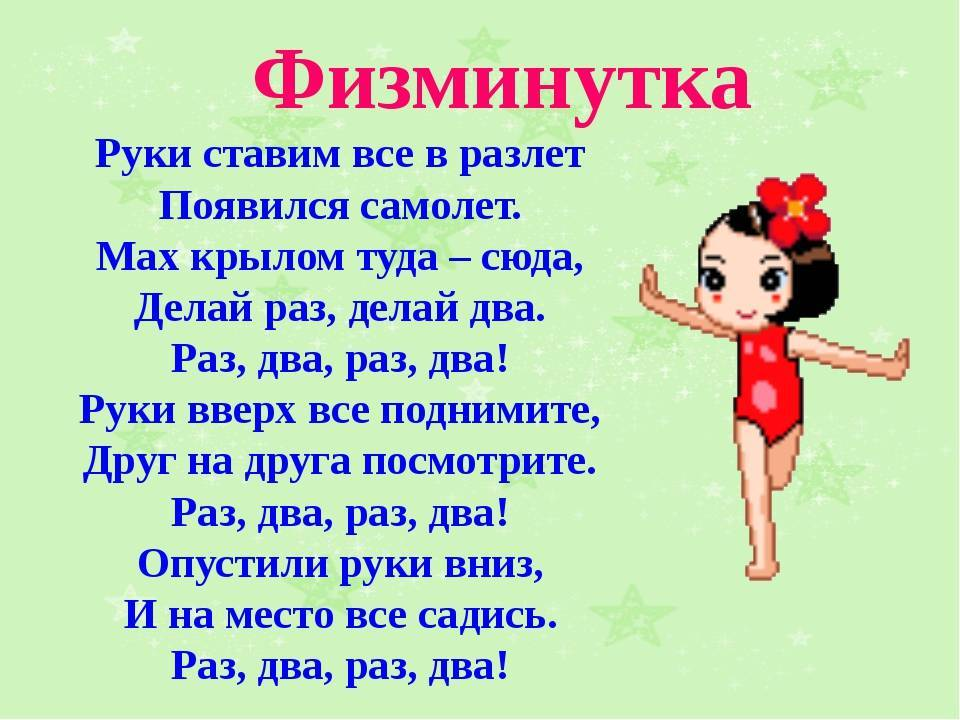 Физминутка
Руки ставим все в разлет
Появился самолет.
Мах крылом туда – сюда,
Делай раз, делай два.
Раз, два, раз, два!
Руки вверх все поднимите,
Друг на друга посмотрите.
Раз, два, раз, два!
Опустили руки вниз,
И на место все садись.
Раз, два, раз, два!